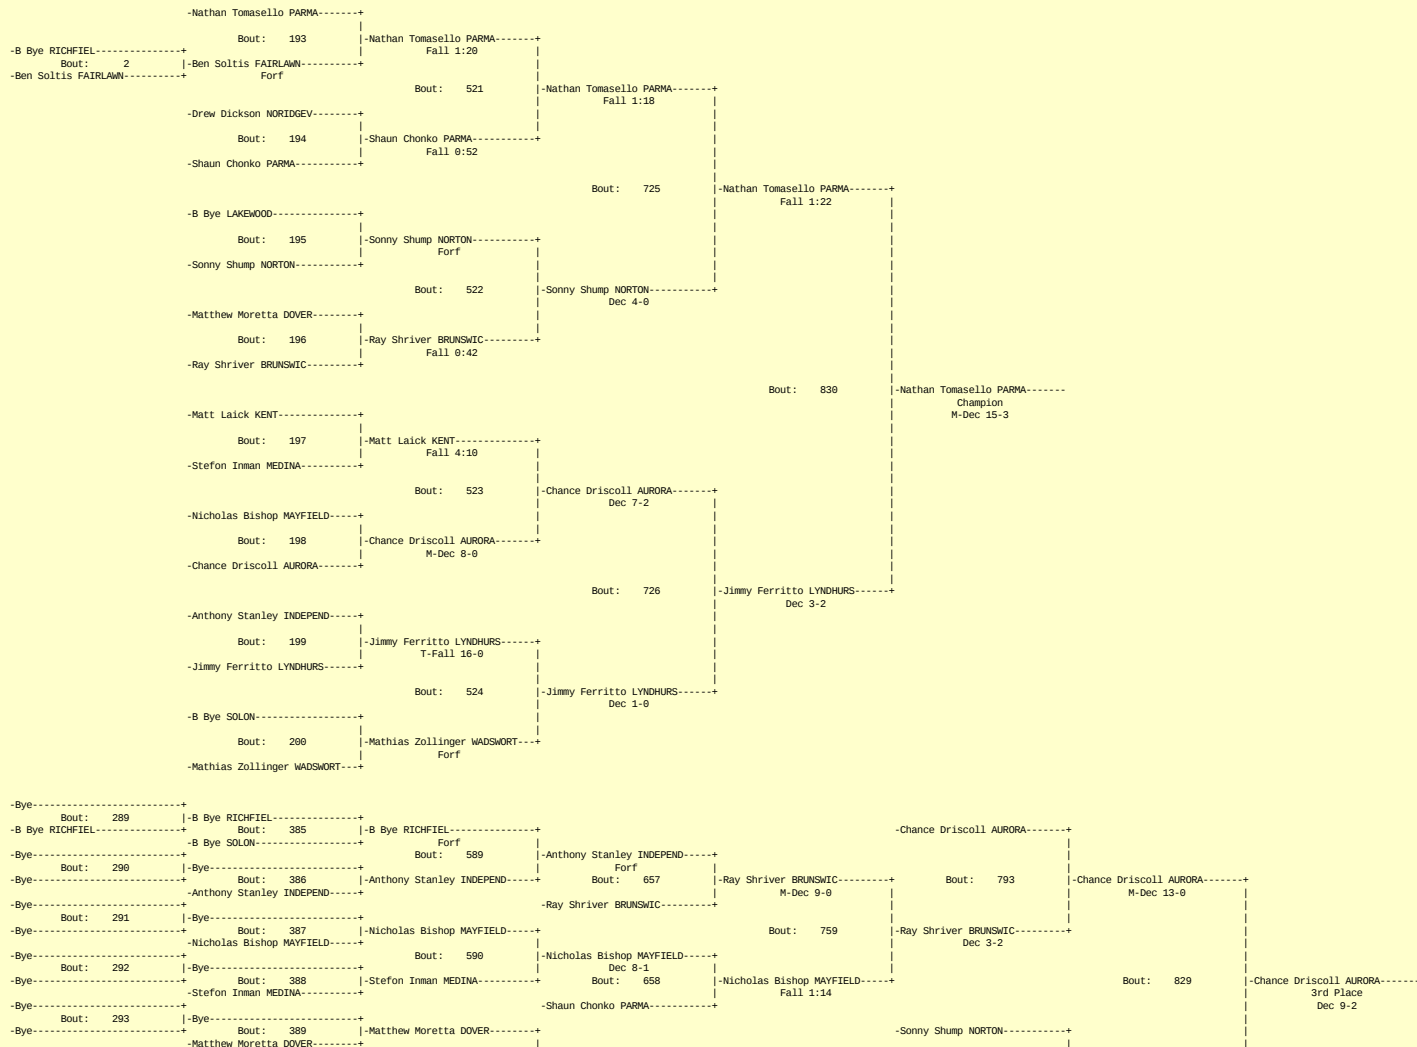 -Nathan Tomasello PARMA-------+
|
Bout: 193 |-Nathan Tomasello PARMA-------+
-B Bye RICHFIEL---------------+ | Fall 1:20 |
Bout: 2 |-Ben Soltis FAIRLAWN----------+ |
-Ben Soltis FAIRLAWN----------+ Forf |
Bout: 521 |-Nathan Tomasello PARMA-------+
| Fall 1:18 |
-Drew Dickson NORIDGEV--------+ | |
| | |
Bout: 194 |-Shaun Chonko PARMA-----------+ |
| Fall 0:52 |
-Shaun Chonko PARMA-----------+ |
|
Bout: 725 |-Nathan Tomasello PARMA-------+
| Fall 1:22 |
-B Bye LAKEWOOD---------------+ | |
| | |
Bout: 195 |-Sonny Shump NORTON-----------+ | |
| Forf | | |
-Sonny Shump NORTON-----------+ | | |
| | |
Bout: 522 |-Sonny Shump NORTON-----------+ |
| Dec 4-0 |
-Matthew Moretta DOVER--------+ | |
| | |
Bout: 196 |-Ray Shriver BRUNSWIC---------+ |
| Fall 0:42 |
-Ray Shriver BRUNSWIC---------+ |
|
Bout: 830 |-Nathan Tomasello PARMA-------
| Champion
-Matt Laick KENT--------------+ | M-Dec 15-3
| |
Bout: 197 |-Matt Laick KENT--------------+ |
| Fall 4:10 | |
-Stefon Inman MEDINA----------+ | |
| |
Bout: 523 |-Chance Driscoll AURORA-------+ |
| Dec 7-2 | |
-Nicholas Bishop MAYFIELD-----+ | | |
| | | |
Bout: 198 |-Chance Driscoll AURORA-------+ | |
| M-Dec 8-0 | |
-Chance Driscoll AURORA-------+ | |
| |
Bout: 726 |-Jimmy Ferritto LYNDHURS------+
| Dec 3-2
-Anthony Stanley INDEPEND-----+ |
| |
Bout: 199 |-Jimmy Ferritto LYNDHURS------+ |
| T-Fall 16-0 | |
-Jimmy Ferritto LYNDHURS------+ | |
| |
Bout: 524 |-Jimmy Ferritto LYNDHURS------+
| Dec 1-0
-B Bye SOLON------------------+ |
| |
Bout: 200 |-Mathias Zollinger WADSWORT---+
| Forf
-Mathias Zollinger WADSWORT---+
-Bye--------------------------+
Bout: 289 |-B Bye RICHFIEL---------------+
-B Bye RICHFIEL---------------+ Bout: 385 |-B Bye RICHFIEL---------------+ -Chance Driscoll AURORA-------+
-B Bye SOLON------------------+ Forf | |
-Bye--------------------------+ Bout: 589 |-Anthony Stanley INDEPEND-----+ |
Bout: 290 |-Bye--------------------------+ | Forf | |
-Bye--------------------------+ Bout: 386 |-Anthony Stanley INDEPEND-----+ Bout: 657 |-Ray Shriver BRUNSWIC---------+ Bout: 793 |-Chance Driscoll AURORA-------+
-Anthony Stanley INDEPEND-----+ | M-Dec 9-0 | | M-Dec 13-0 |
-Bye--------------------------+ -Ray Shriver BRUNSWIC---------+ | | |
Bout: 291 |-Bye--------------------------+ | | |
-Bye--------------------------+ Bout: 387 |-Nicholas Bishop MAYFIELD-----+ Bout: 759 |-Ray Shriver BRUNSWIC---------+ |
-Nicholas Bishop MAYFIELD-----+ | | Dec 3-2 |
-Bye--------------------------+ Bout: 590 |-Nicholas Bishop MAYFIELD-----+ | |
Bout: 292 |-Bye--------------------------+ | Dec 8-1 | | |
-Bye--------------------------+ Bout: 388 |-Stefon Inman MEDINA----------+ Bout: 658 |-Nicholas Bishop MAYFIELD-----+ Bout: 829 |-Chance Driscoll AURORA-------
-Stefon Inman MEDINA----------+ | Fall 1:14 | 3rd Place
-Bye--------------------------+ -Shaun Chonko PARMA-----------+ | Dec 9-2
Bout: 293 |-Bye--------------------------+ |
-Bye--------------------------+ Bout: 389 |-Matthew Moretta DOVER--------+ -Sonny Shump NORTON-----------+ |
-Matthew Moretta DOVER--------+ | | |